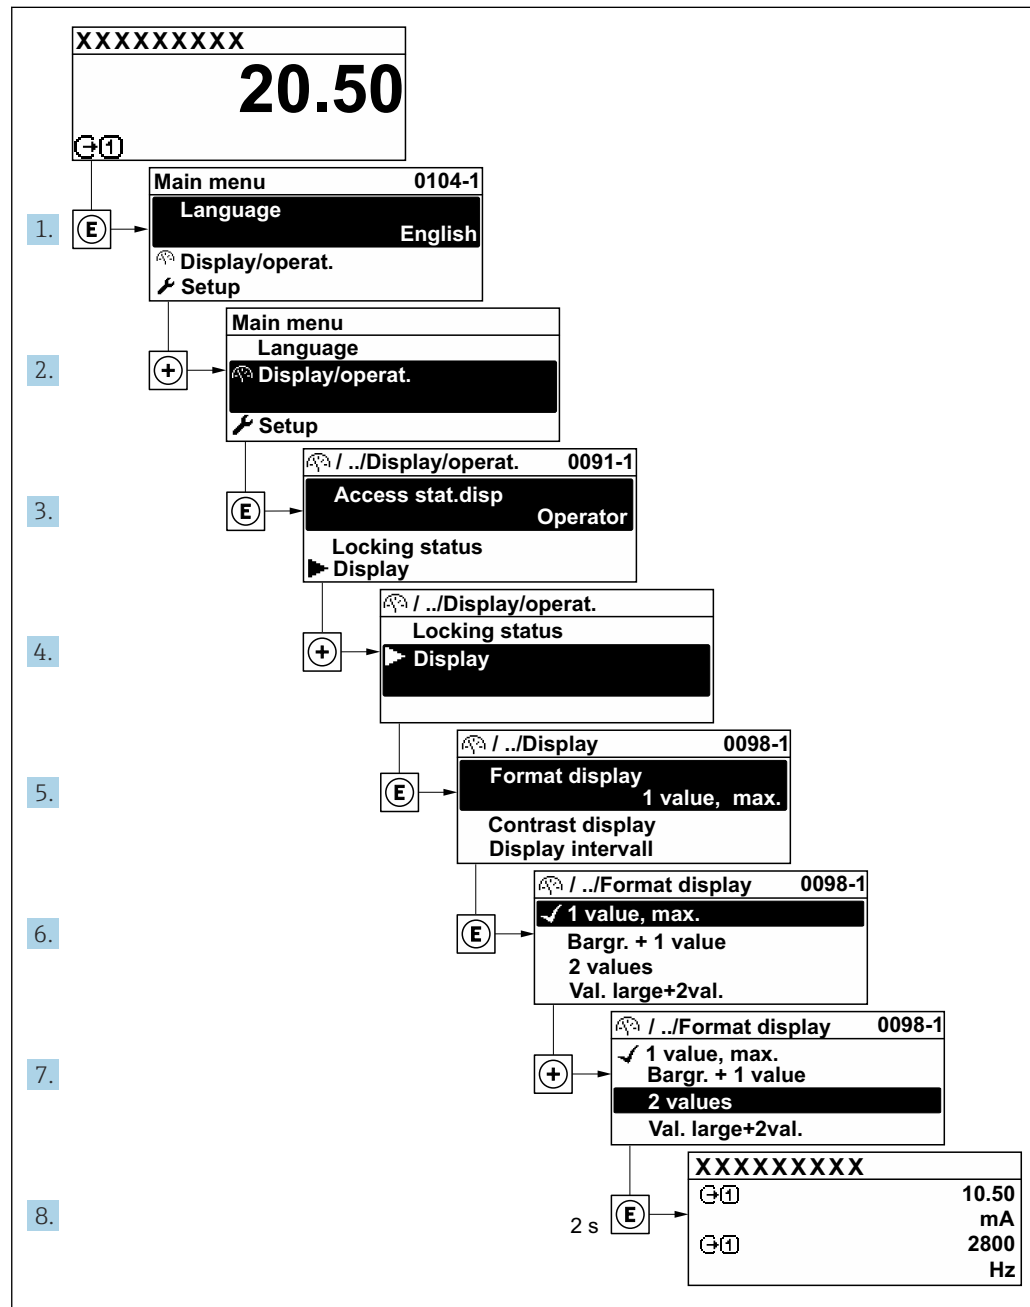 XXXXXXXXX
20.50
1
Main menu 0104-1
Language
English
Display/operat.
Setup
1. E
Main menu
Language
Display/operat.
Setup
2. +
/ ../Display/operat. 0091-1
Access stat.disp
Operator
Locking status
Display
3. E
/ ../Display/operat.
Locking status
Display
4. +
/ ../Display 0098-1
Format display
1 value, max.
Contrast display
Display intervall
5. E
/ ../Format display 0098-1
1 value, max.
Bargr. + 1 value
2 values
Val. large+2val.
6. E
/ ../Format display 0098-1
1 value, max.
Bargr. + 1 value
2 values
Val. large+2val.
7. +
XXXXXXXXX
1 10.50
mA
1 2800
Hz
8. 2 s E